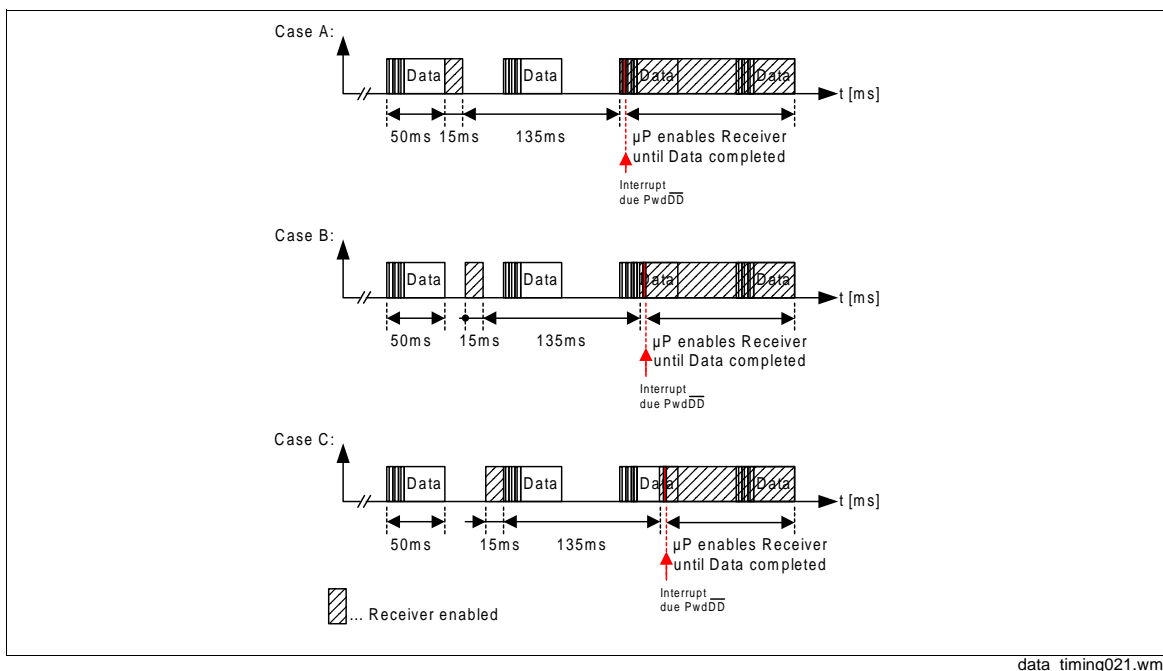 Case A:
Data
Data
Data
Data
t [ms]
50ms 15ms 135ms
µP enables Receiver
until Data completed
Interrupt
due PwdDD
Case B:
Data
Data
Data
Data
t [ms]
50ms 15ms 135ms
µP enables Receiver
until Data completed
Interrupt
due PwdDD
Case C:
Data
Data
Data
Data
t [ms]
50ms 15ms 135ms
µP enables Receiver
until Data completed
Interrupt
due PwdDD
... Receiver enabled
data_timing021.wm